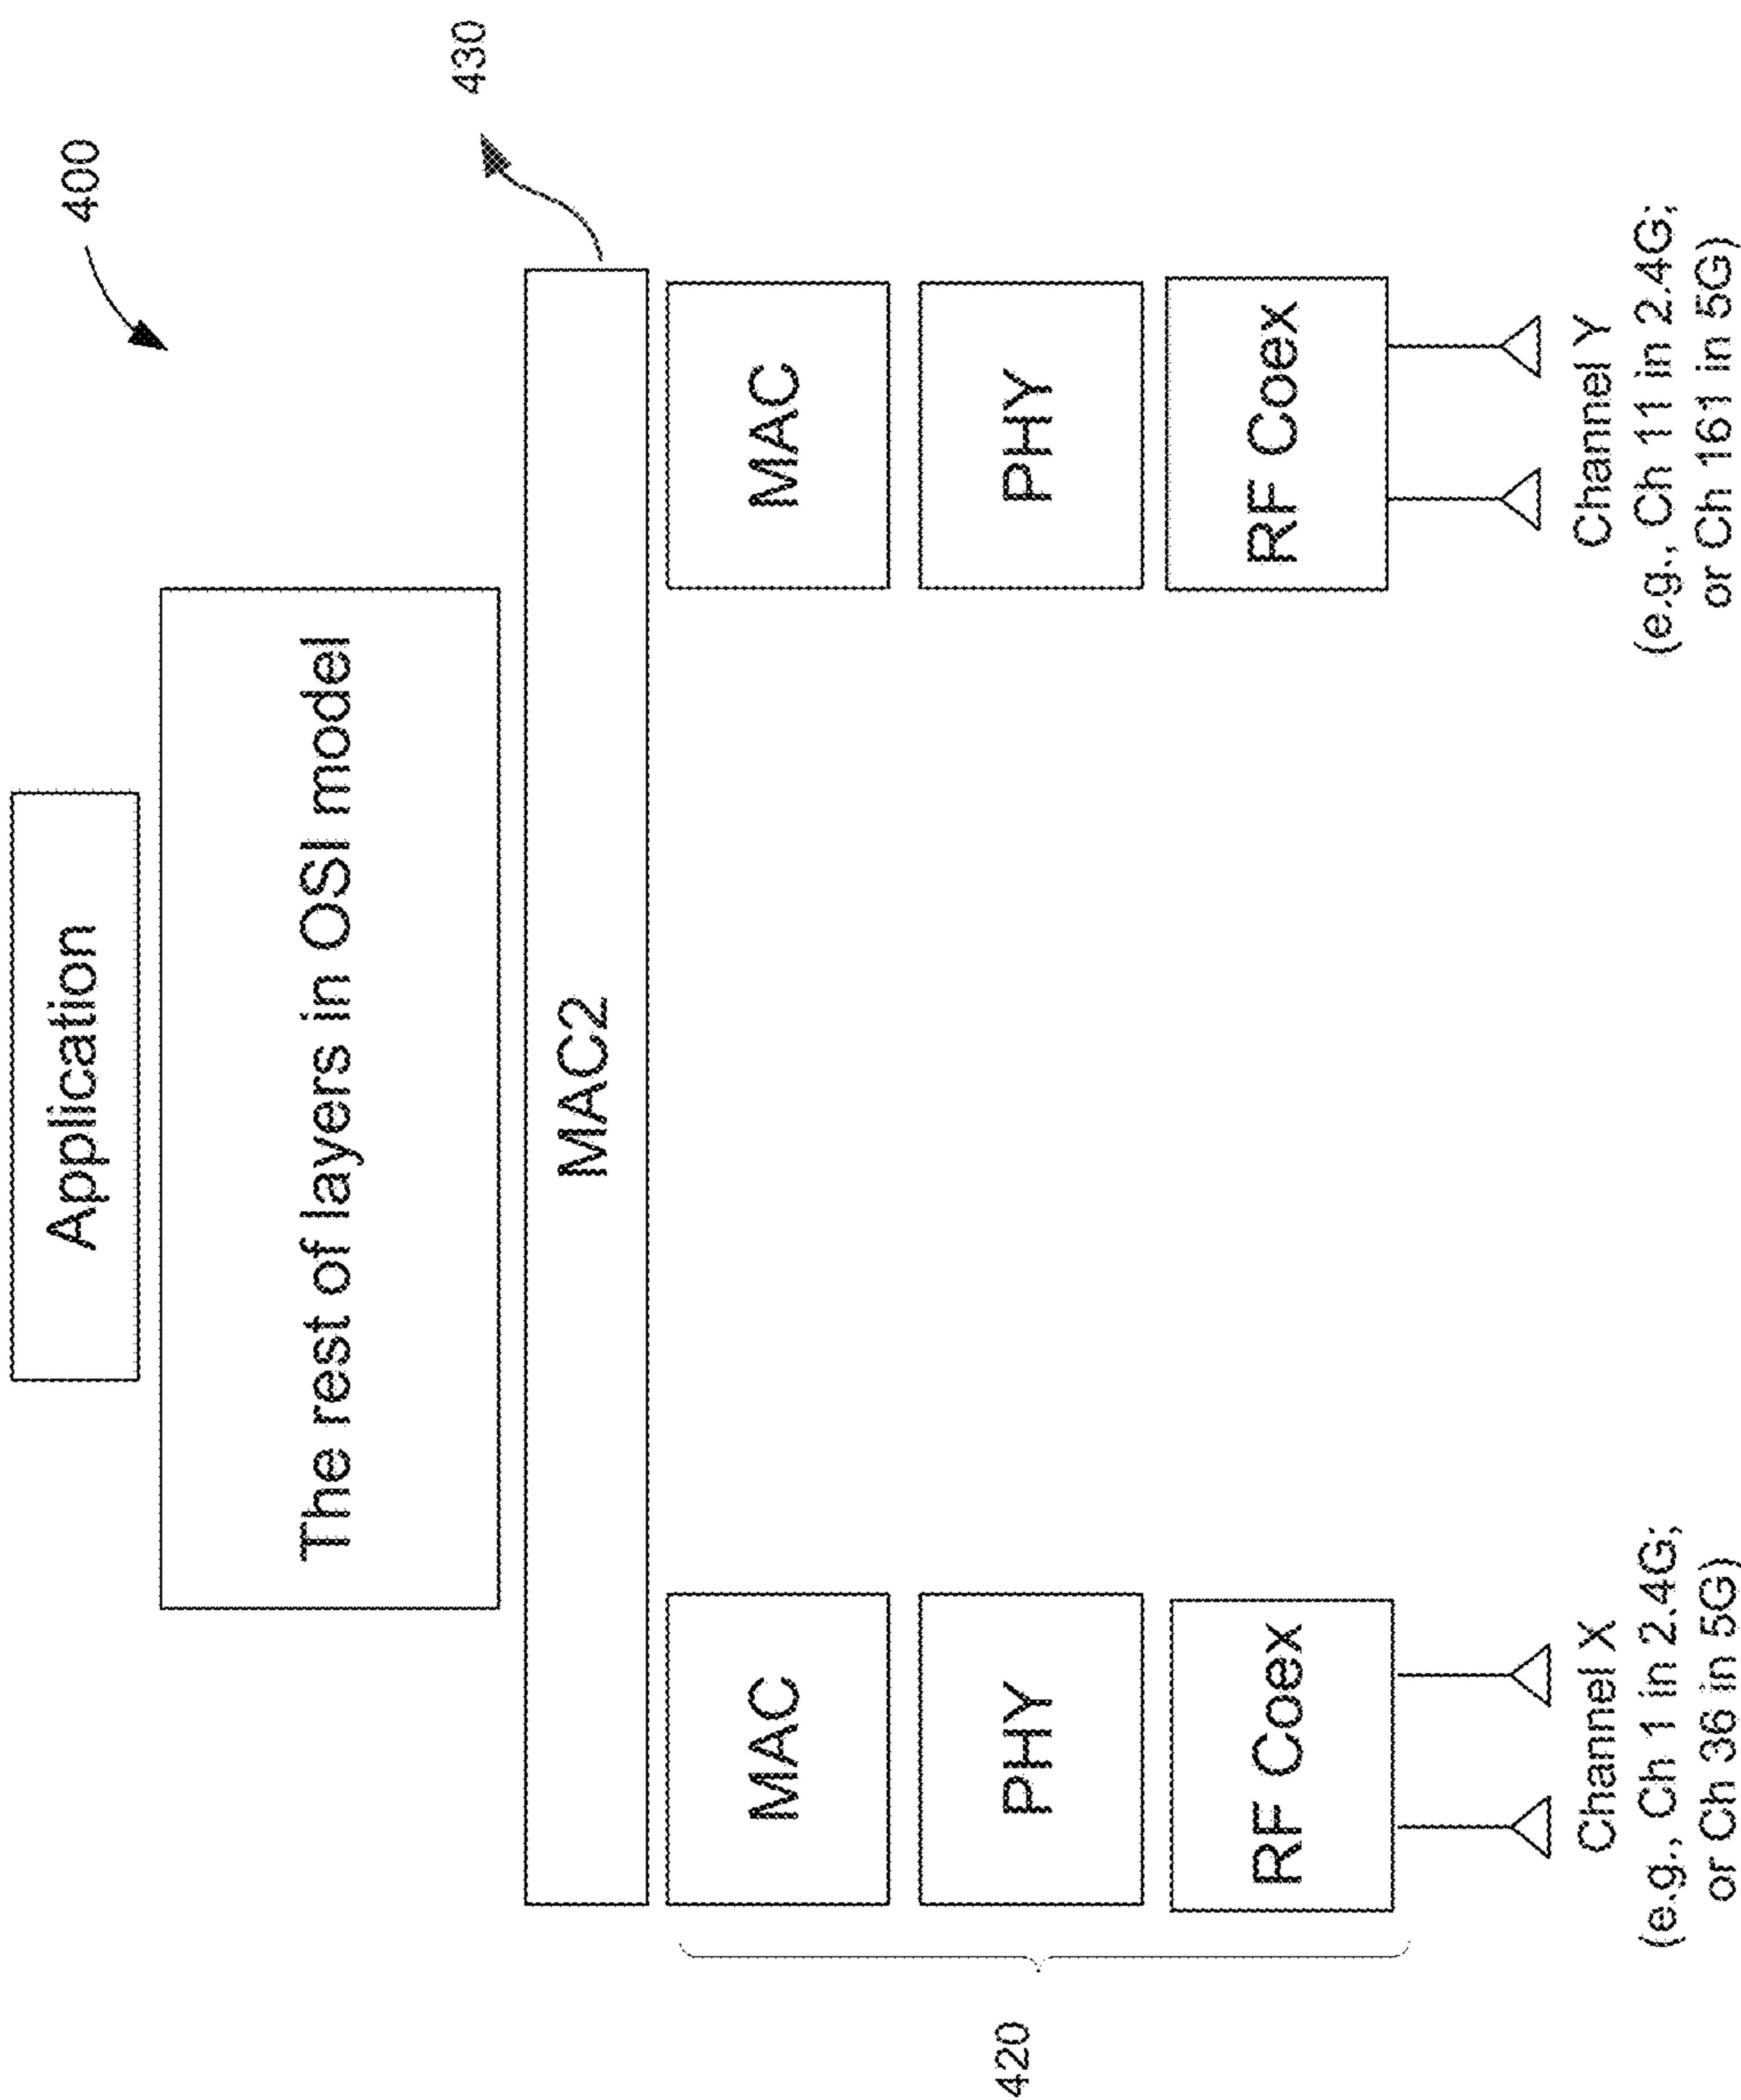 400
Application
The rest of layers in OSI model
430
MAC2
MAC
MAC
420
PHY
PHY
RF Coex
RF Coex
Channel X
(e.g., Ch 1 in 2.4G;
or Ch 36 in 5G)
Channel Y
(e.g., Ch 11 in 2.4G;
or Ch 161 in 5G)